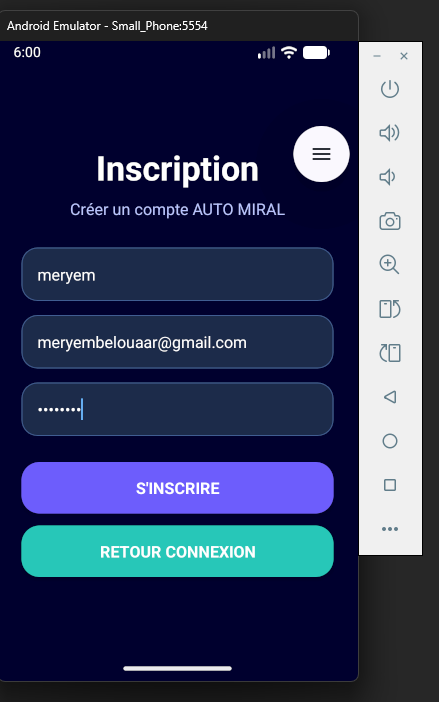 Android Emulator - Small_Phone:5554
6:00
Inscription
Créer un compte AUTO MIRAL
meryem
meryembelouaar@gmail.com
••••••••
S'INSCRIRE
RETOUR CONNEXION